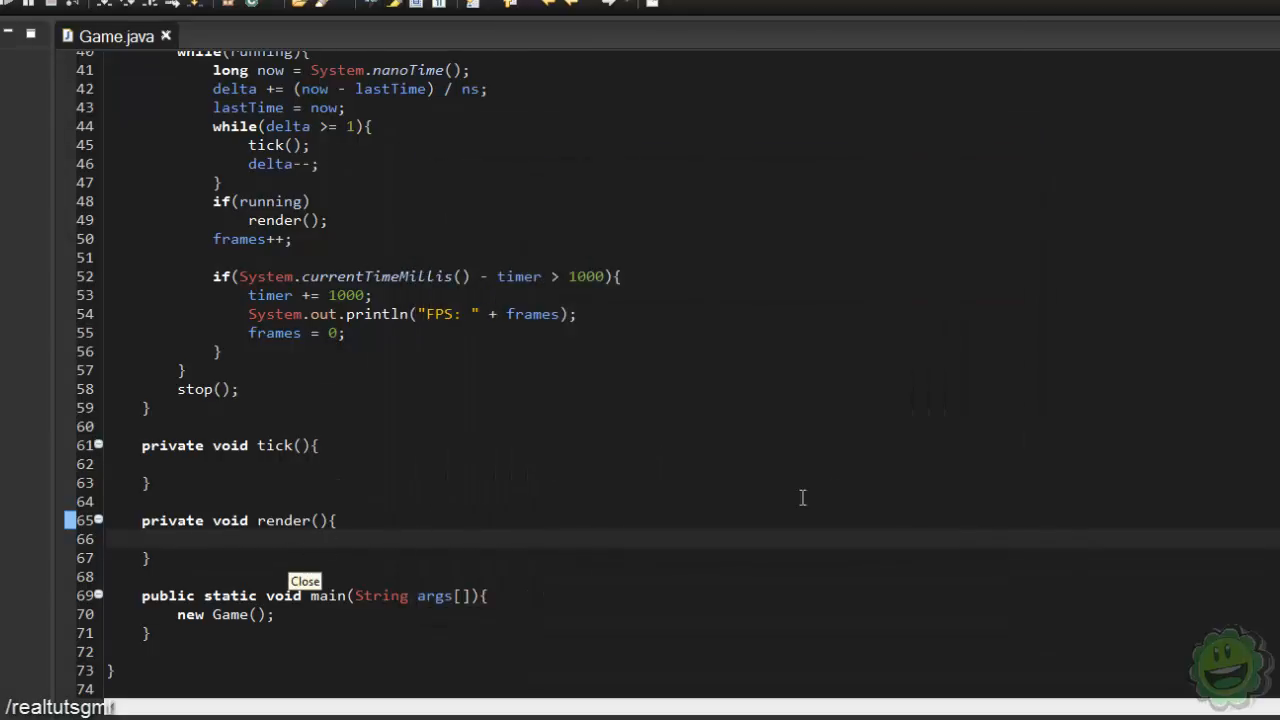 Game.java
40 while(running){
41 long now = System.nanoTime();
42 delta += (now - lastTime) / ns;
43 lastTime = now;
44 while(delta >= 1){
45 tick();
46 delta--;
47 }
48 if(running)
49 render();
50 frames++;
51
52 if(System.currentTimeMillis() - timer > 1000){
53 timer += 1000;
54 System.out.println("FPS: " + frames);
55 frames = 0;
56 }
57 }
58 stop();
59 }
60
61 private void tick(){
62
63 }
64
65 private void render(){
66
67 }
68
Close
69 public static void main(String args[]){
70 new Game();
71 }
72
73 }
74
/realtutsgml